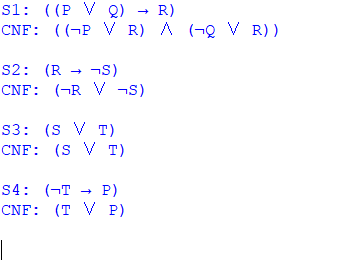 S1: ((P ∨ Q) → R)
CNF: ((¬P ∨ R) ∧ (¬Q ∨ R))
S2: (R → ¬S)
CNF: (¬R ∨ ¬S)
S3: (S ∨ T)
CNF: (S ∨ T)
S4: (¬T → P)
CNF: (T ∨ P)